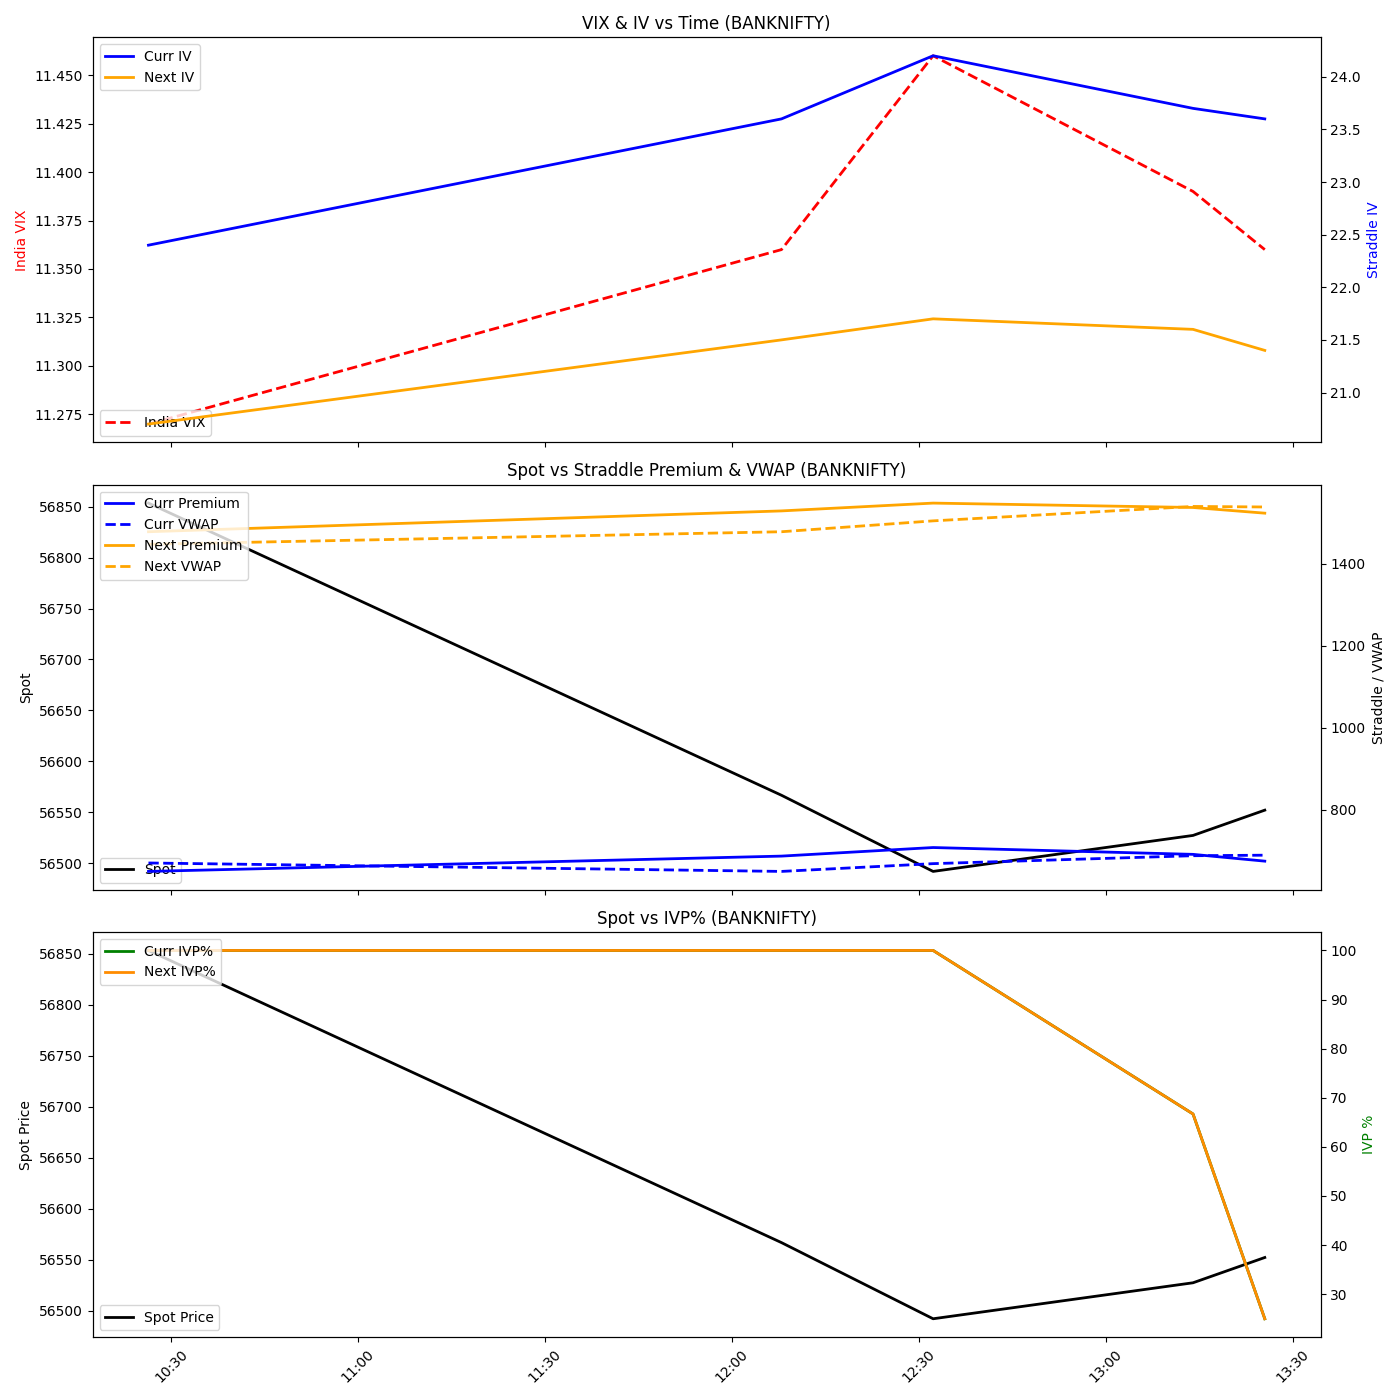 VIX & IV vs Time (BANKNIFTY)
Curr IV
Next IV
India VIX
11.450
11.425
11.400
11.375
11.350
11.325
11.300
11.275
India VIX
24.0
23.5
23.0
22.5
22.0
21.5
21.0
Straddle IV
Spot vs Straddle Premium & VWAP (BANKNIFTY)
Curr Premium
Curr VWAP
Next Premium
Next VWAP
Spot
56850
56800
56750
56700
56650
56600
56550
56500
Spot
1400
1200
1000
800
Straddle / VWAP
Spot vs IVP% (BANKNIFTY)
Curr IVP%
Next IVP%
Spot Price
56850
56800
56750
56700
56650
56600
56550
56500
Spot Price
100
90
80
70
60
50
40
30
IVP %
10:30
11:00
11:30
12:00
12:30
13:00
13:30